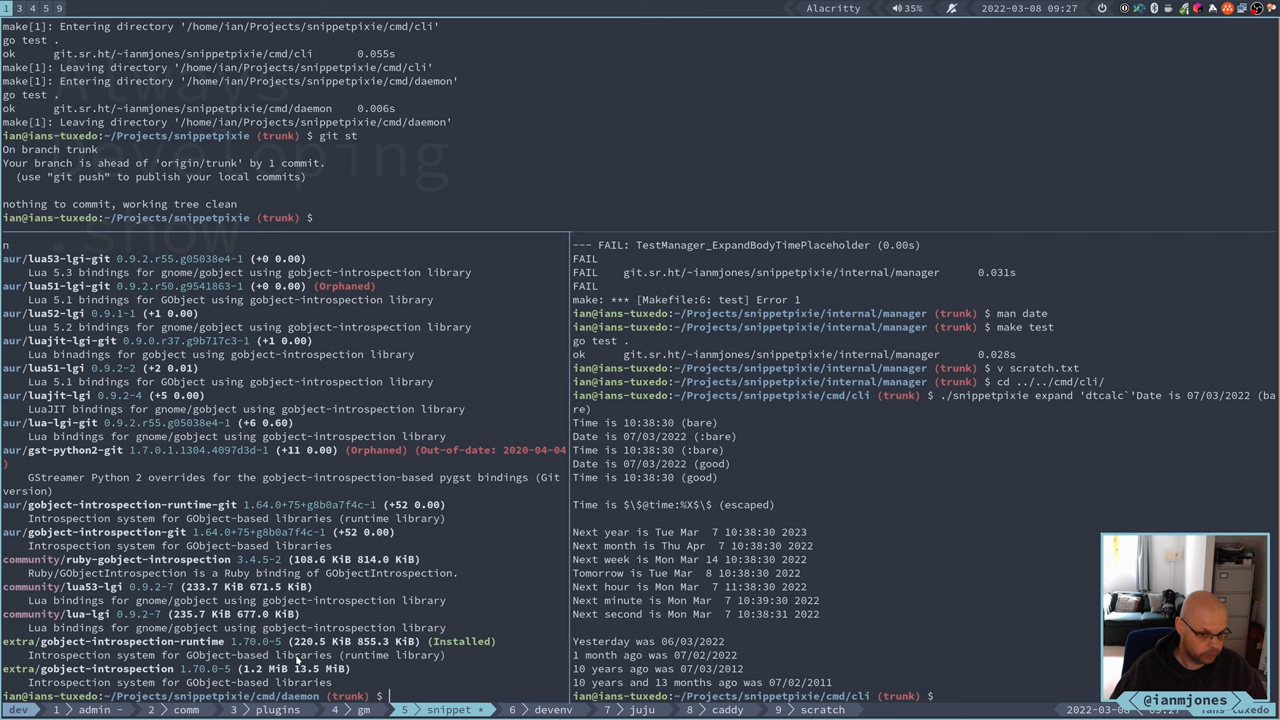 1 3 4 5 9
Alacritty 35% 2022-03-08 09:27
make[1]: Entering directory '/home/ian/Projects/snippetpixie/cmd/cli'
go test .
ok git.sr.ht/~ianmjones/snippetpixie/cmd/cli 0.055s
make[1]: Leaving directory '/home/ian/Projects/snippetpixie/cmd/cli'
make[1]: Entering directory '/home/ian/Projects/snippetpixie/cmd/daemon'
go test .
ok git.sr.ht/~ianmjones/snippetpixie/cmd/daemon 0.006s
make[1]: Leaving directory '/home/ian/Projects/snippetpixie/cmd/daemon'
ian@ians-tuxedo:~/Projects/snippetpixie (trunk) $ git st
On branch trunk
Your branch is ahead of 'origin/trunk' by 1 commit.
(use "git push" to publish your local commits)
nothing to commit, working tree clean
ian@ians-tuxedo:~/Projects/snippetpixie (trunk) $
Always
Developing
.show
n
aur/lua53-lgi-git 0.9.2.r55.g05038e4-1 (+0 0.00)
Lua 5.3 bindings for gnome/gobject using gobject-introspection library
aur/lua51-lgi-git 0.9.2.r50.g9541863-1 (+0 0.00) (Orphaned)
Lua 5.1 bindings for GObject using gobject-introspection library
aur/lua52-lgi 0.9.1-1 (+1 0.00)
Lua 5.2 bindings for gnome/gobject using gobject-introspection library
aur/luajit-lgi-git 0.9.0.r37.g9b717c3-1 (+1 0.00)
Lua binadings for gobject using gobject-introspection library
aur/lua51-lgi 0.9.2-2 (+2 0.01)
Lua 5.1 bindings for gnome/gobject using gobject-introspection library
aur/luajit-lgi 0.9.2-4 (+5 0.00)
LuaJIT bindings for gnome/gobject using gobject-introspection library
aur/lua-lgi-git 0.9.2.r55.g05038e4-1 (+6 0.60)
Lua bindings for gnome/gobject using gobject-introspection library
aur/gst-python2-git 1.7.0.1.1304.4097d3d-1 (+11 0.00) (Orphaned) (Out-of-date: 2020-04-04
)
GStreamer Python 2 overrides for the gobject-introspection-based pygst bindings (Git
version)
aur/gobject-introspection-runtime-git 1.64.0+75+g8b0a7f4c-1 (+52 0.00)
Introspection system for GObject-based libraries (runtime library)
aur/gobject-introspection-git 1.64.0+75+g8b0a7f4c-1 (+52 0.00)
Introspection system for GObject-based libraries
community/ruby-gobject-introspection 3.4.5-2 (108.6 KiB 814.0 KiB)
Ruby/GObjectIntrospection is a Ruby binding of GObjectIntrospection.
community/lua53-lgi 0.9.2-7 (233.7 KiB 671.5 KiB)
Lua bindings for gnome/gobject using gobject-introspection library
community/lua-lgi 0.9.2-7 (235.7 KiB 677.0 KiB)
Lua bindings for gnome/gobject using gobject-introspection library
extra/gobject-introspection-runtime 1.70.0-5 (220.5 KiB 855.3 KiB) (Installed)
Introspection system for GObject-based libraries (runtime library)
extra/gobject-introspection 1.70.0-5 (1.2 MiB 13.5 MiB)
Introspection system for GObject-based libraries
ian@ians-tuxedo:~/Projects/snippetpixie/cmd/daemon (trunk) $
--- FAIL: TestManager_ExpandBodyTimePlaceholder (0.00s)
FAIL
FAIL git.sr.ht/~ianmjones/snippetpixie/internal/manager 0.031s
FAIL
make: *** [Makefile:6: test] Error 1
ian@ians-tuxedo:~/Projects/snippetpixie/internal/manager (trunk) $ man date
ian@ians-tuxedo:~/Projects/snippetpixie/internal/manager (trunk) $ make test
go test .
ok git.sr.ht/~ianmjones/snippetpixie/internal/manager 0.028s
ian@ians-tuxedo:~/Projects/snippetpixie/internal/manager (trunk) $ v scratch.txt
ian@ians-tuxedo:~/Projects/snippetpixie/internal/manager (trunk) $ cd ../../cmd/cli/
ian@ians-tuxedo:~/Projects/snippetpixie/cmd/cli (trunk) $ ./snippetpixie expand 'dtcalc`'Date is 07/03/2022 (ba
re)
Time is 10:38:30 (bare)
Date is 07/03/2022 (:bare)
Time is 10:38:30 (:bare)
Date is 07/03/2022 (good)
Time is 10:38:30 (good)
Time is $\$@time:%X$\$ (escaped)
Next year is Tue Mar 7 10:38:30 2023
Next month is Thu Apr 7 10:38:30 2022
Next week is Mon Mar 14 10:38:30 2022
Tomorrow is Tue Mar 8 10:38:30 2022
Next hour is Mon Mar 7 11:38:30 2022
Next minute is Mon Mar 7 10:39:30 2022
Next second is Mon Mar 7 10:38:31 2022
Yesterday was 06/03/2022
1 month ago was 07/02/2022
10 years ago was 07/03/2012
10 years and 13 months ago was 07/02/2011
ian@ians-tuxedo:~/Projects/snippetpixie/cmd/cli (trunk) $
dev 1 admin - 2 comm 3 plugins 4 gm 5 snippet * 6 devenv 7 juju 8 caddy 9 scratch 2022-03-08
@ianmjones